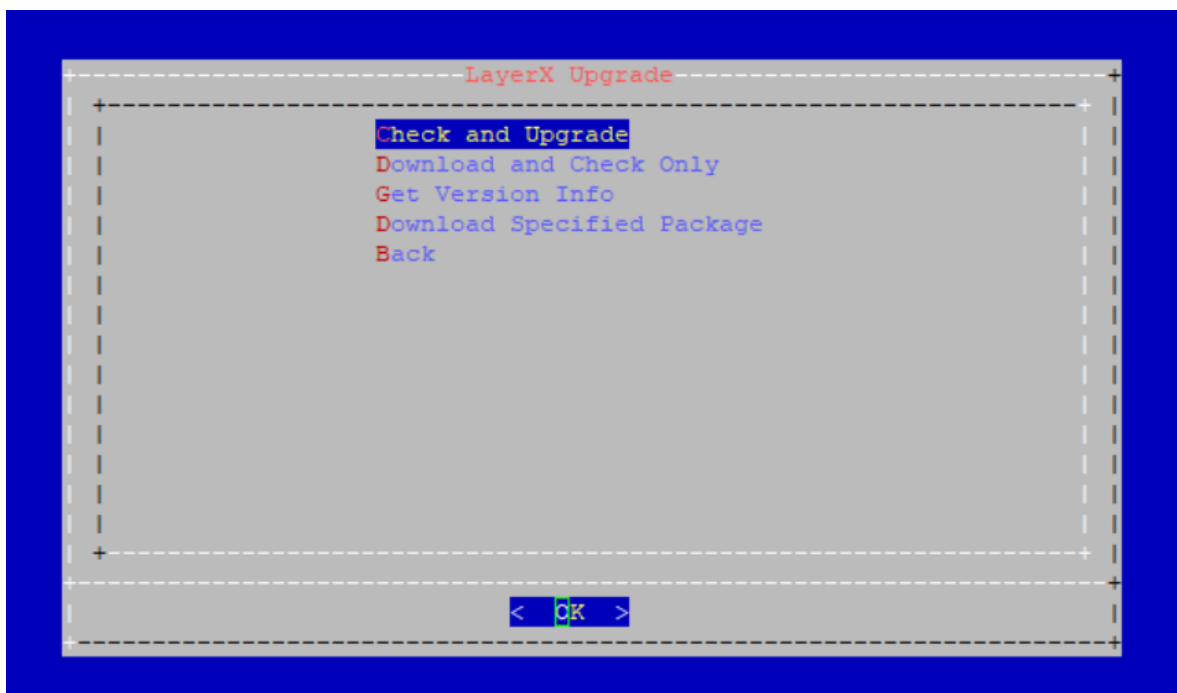 LayerX Upgrade
Check and Upgrade
Download and Check Only
Get Version Info
Download Specified Package
Back
< OK >